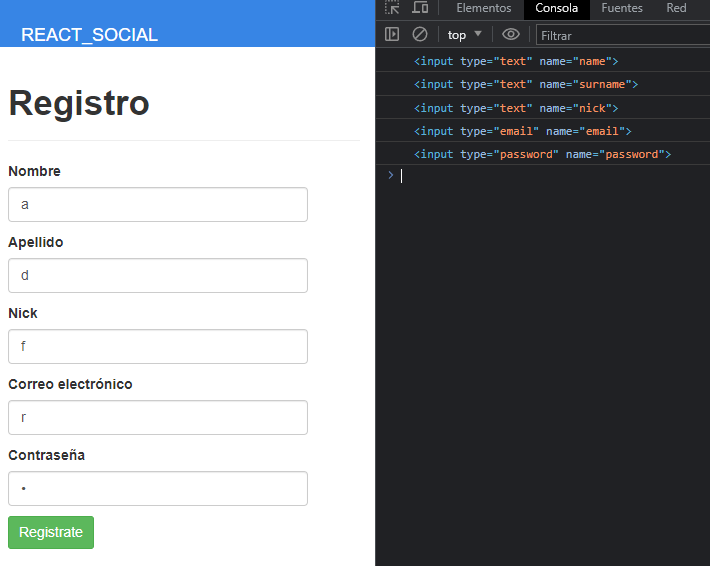 REACT_SOCIAL
Registro
Nombre
a
Apellido
d
Nick
f
Correo electrónico
r
Contraseña
•
Registrate
Elementos Consola Fuentes Red
top ▼ Filtrar
<input type="text" name="name">
<input type="text" name="surname">
<input type="text" name="nick">
<input type="email" name="email">
<input type="password" name="password">
>